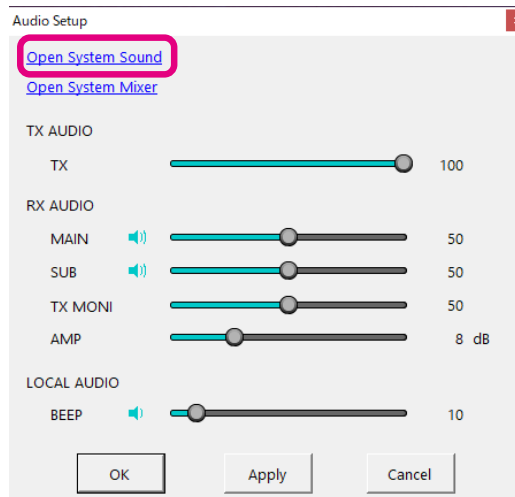 Audio Setup
Open System Sound
Open System Mixer
TX AUDIO
TX 100
RX AUDIO
MAIN 50
SUB 50
TX MONI 50
AMP 8 dB
LOCAL AUDIO
BEEP 10
OK Apply Cancel